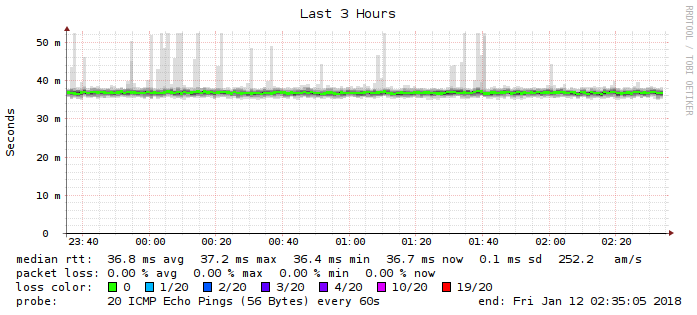 Last 3 Hours
RRDTOOL / TOBI OETIKER
Seconds
50 m
40 m
30 m
20 m
10 m
0
23:40 00:00 00:20 00:40 01:00 01:20 01:40 02:00 02:20
median rtt: 36.8 ms avg 37.2 ms max 36.4 ms min 36.7 ms now 0.1 ms sd 252.2 am/s
packet loss: 0.00 % avg 0.00 % max 0.00 % min 0.00 % now
loss color: 0 1/20 2/20 3/20 4/20 10/20 19/20
probe: 20 ICMP Echo Pings (56 Bytes) every 60s end: Fri Jan 12 02:35:05 2018